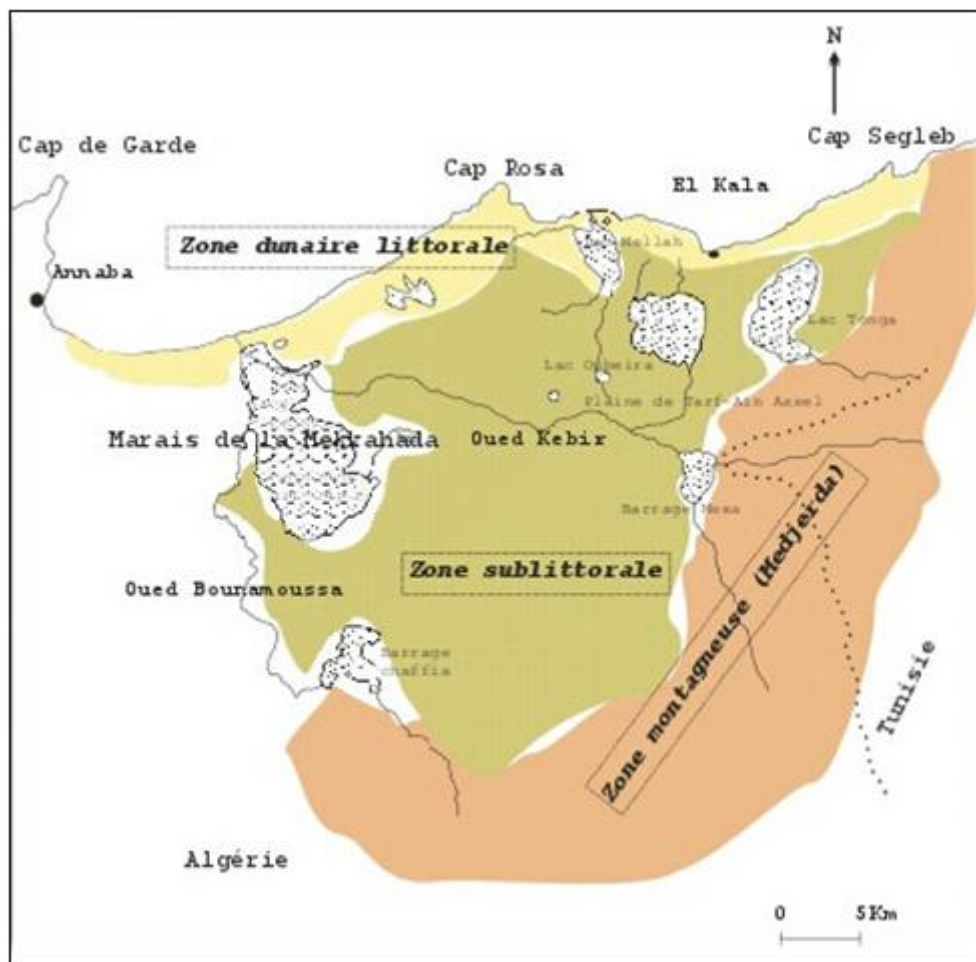 N
Cap Segleb
Cap de Garde
Cap Rosa
El Kala
Mellah
Zone dunaire littorale
Annaba
Lac Tonga
Lac Oubeira
Plaine de Tarf-Ain Assel
Marais de la Mekrahada
Oued Kebir
Barrage Mexa
Zone sublittorale
Zone montagneuse (Medjerda)
Oued Bounamoussa
Barrage
chaffia
Tunisie
Algérie
0
5Km